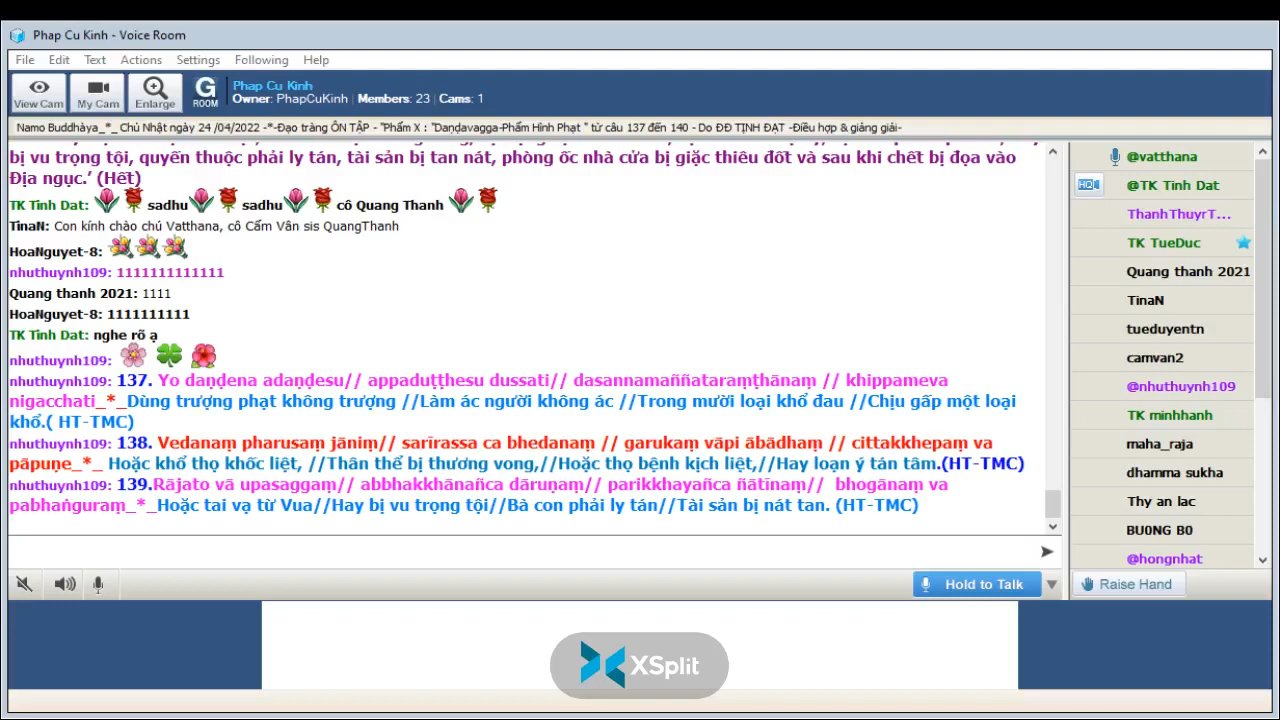 Phap Cu Kinh - Voice Room
File Edit Text Actions Settings Following Help
View Cam My Cam Enlarge G ROOM
Phap Cu Kinh
Owner: PhapCuKinh | Members: 23 | Cams: 1
Namo Buddhàya_*_ Chủ Nhật ngày 24 /04/2022 -*-Đạo tràng ÔN TẬP - "Phẩm X : "Daṇḍavagga-Phẩm Hình Phạt " từ câu 137 đến 140 - Do ĐĐ TỊNH ĐẠT -Điều hợp & giảng giải-
bị vu trọng tội, quyến thuộc phải ly tán, tài sản bị tan nát, phòng ốc nhà cửa bị giặc thiêu đốt và sau khi chết bị đọa vào
Địa ngục.’ (Hết)
TK Tinh Dat: sadhu sadhu cô Quang Thanh
TinaN: Con kính chào chú Vatthana, cô Cẩm Vân sis QuangThanh
HoaNguyet-8:
nhuthuynh109: 1111111111111
Quang thanh 2021: 1111
HoaNguyet-8: 1111111111
TK Tinh Dat: nghe rõ ạ
nhuthuynh109:
nhuthuynh109: 137. Yo daṇḍena adaṇḍesu// appaduṭṭhesu dussati// dasannamaññataraṃṭhānaṃ // khippameva
nigacchati_*_Dùng trượng phạt không trượng //Làm ác người không ác //Trong mười loại khổ đau //Chịu gấp một loại
khổ.( HT-TMC)
nhuthuynh109: 138. Vedanaṃ pharusaṃ jāniṃ// sarīrassa ca bhedanaṃ // garukaṃ vāpi ābādhaṃ // cittakkhepaṃ va
pāpuṇe_*_ Hoặc khổ thọ khốc liệt, //Thân thể bị thương vong,//Hoặc thọ bệnh kịch liệt,//Hay loạn ý tán tâm.(HT-TMC)
nhuthuynh109: 139.Rājato vā upasaggaṃ// abbhakkhānañca dāruṇaṃ// parikkhayañca ñātīnaṃ// bhogānaṃ va
pabhaṅguraṃ_*_Hoặc tai vạ từ Vua//Hay bị vu trọng tội//Bà con phải ly tán//Tài sản bị nát tan. (HT-TMC)
@vatthana
HQ @TK Tinh Dat
ThanhThuyrT...
TK TueDuc
Quang thanh 2021
TinaN
tueduyentn
camvan2
@nhuthuynh109
TK minhhanh
maha_raja
dhamma sukha
Thy an lac
BU0NG B0
@hongnhat
Hold to Talk
Raise Hand
XSplit